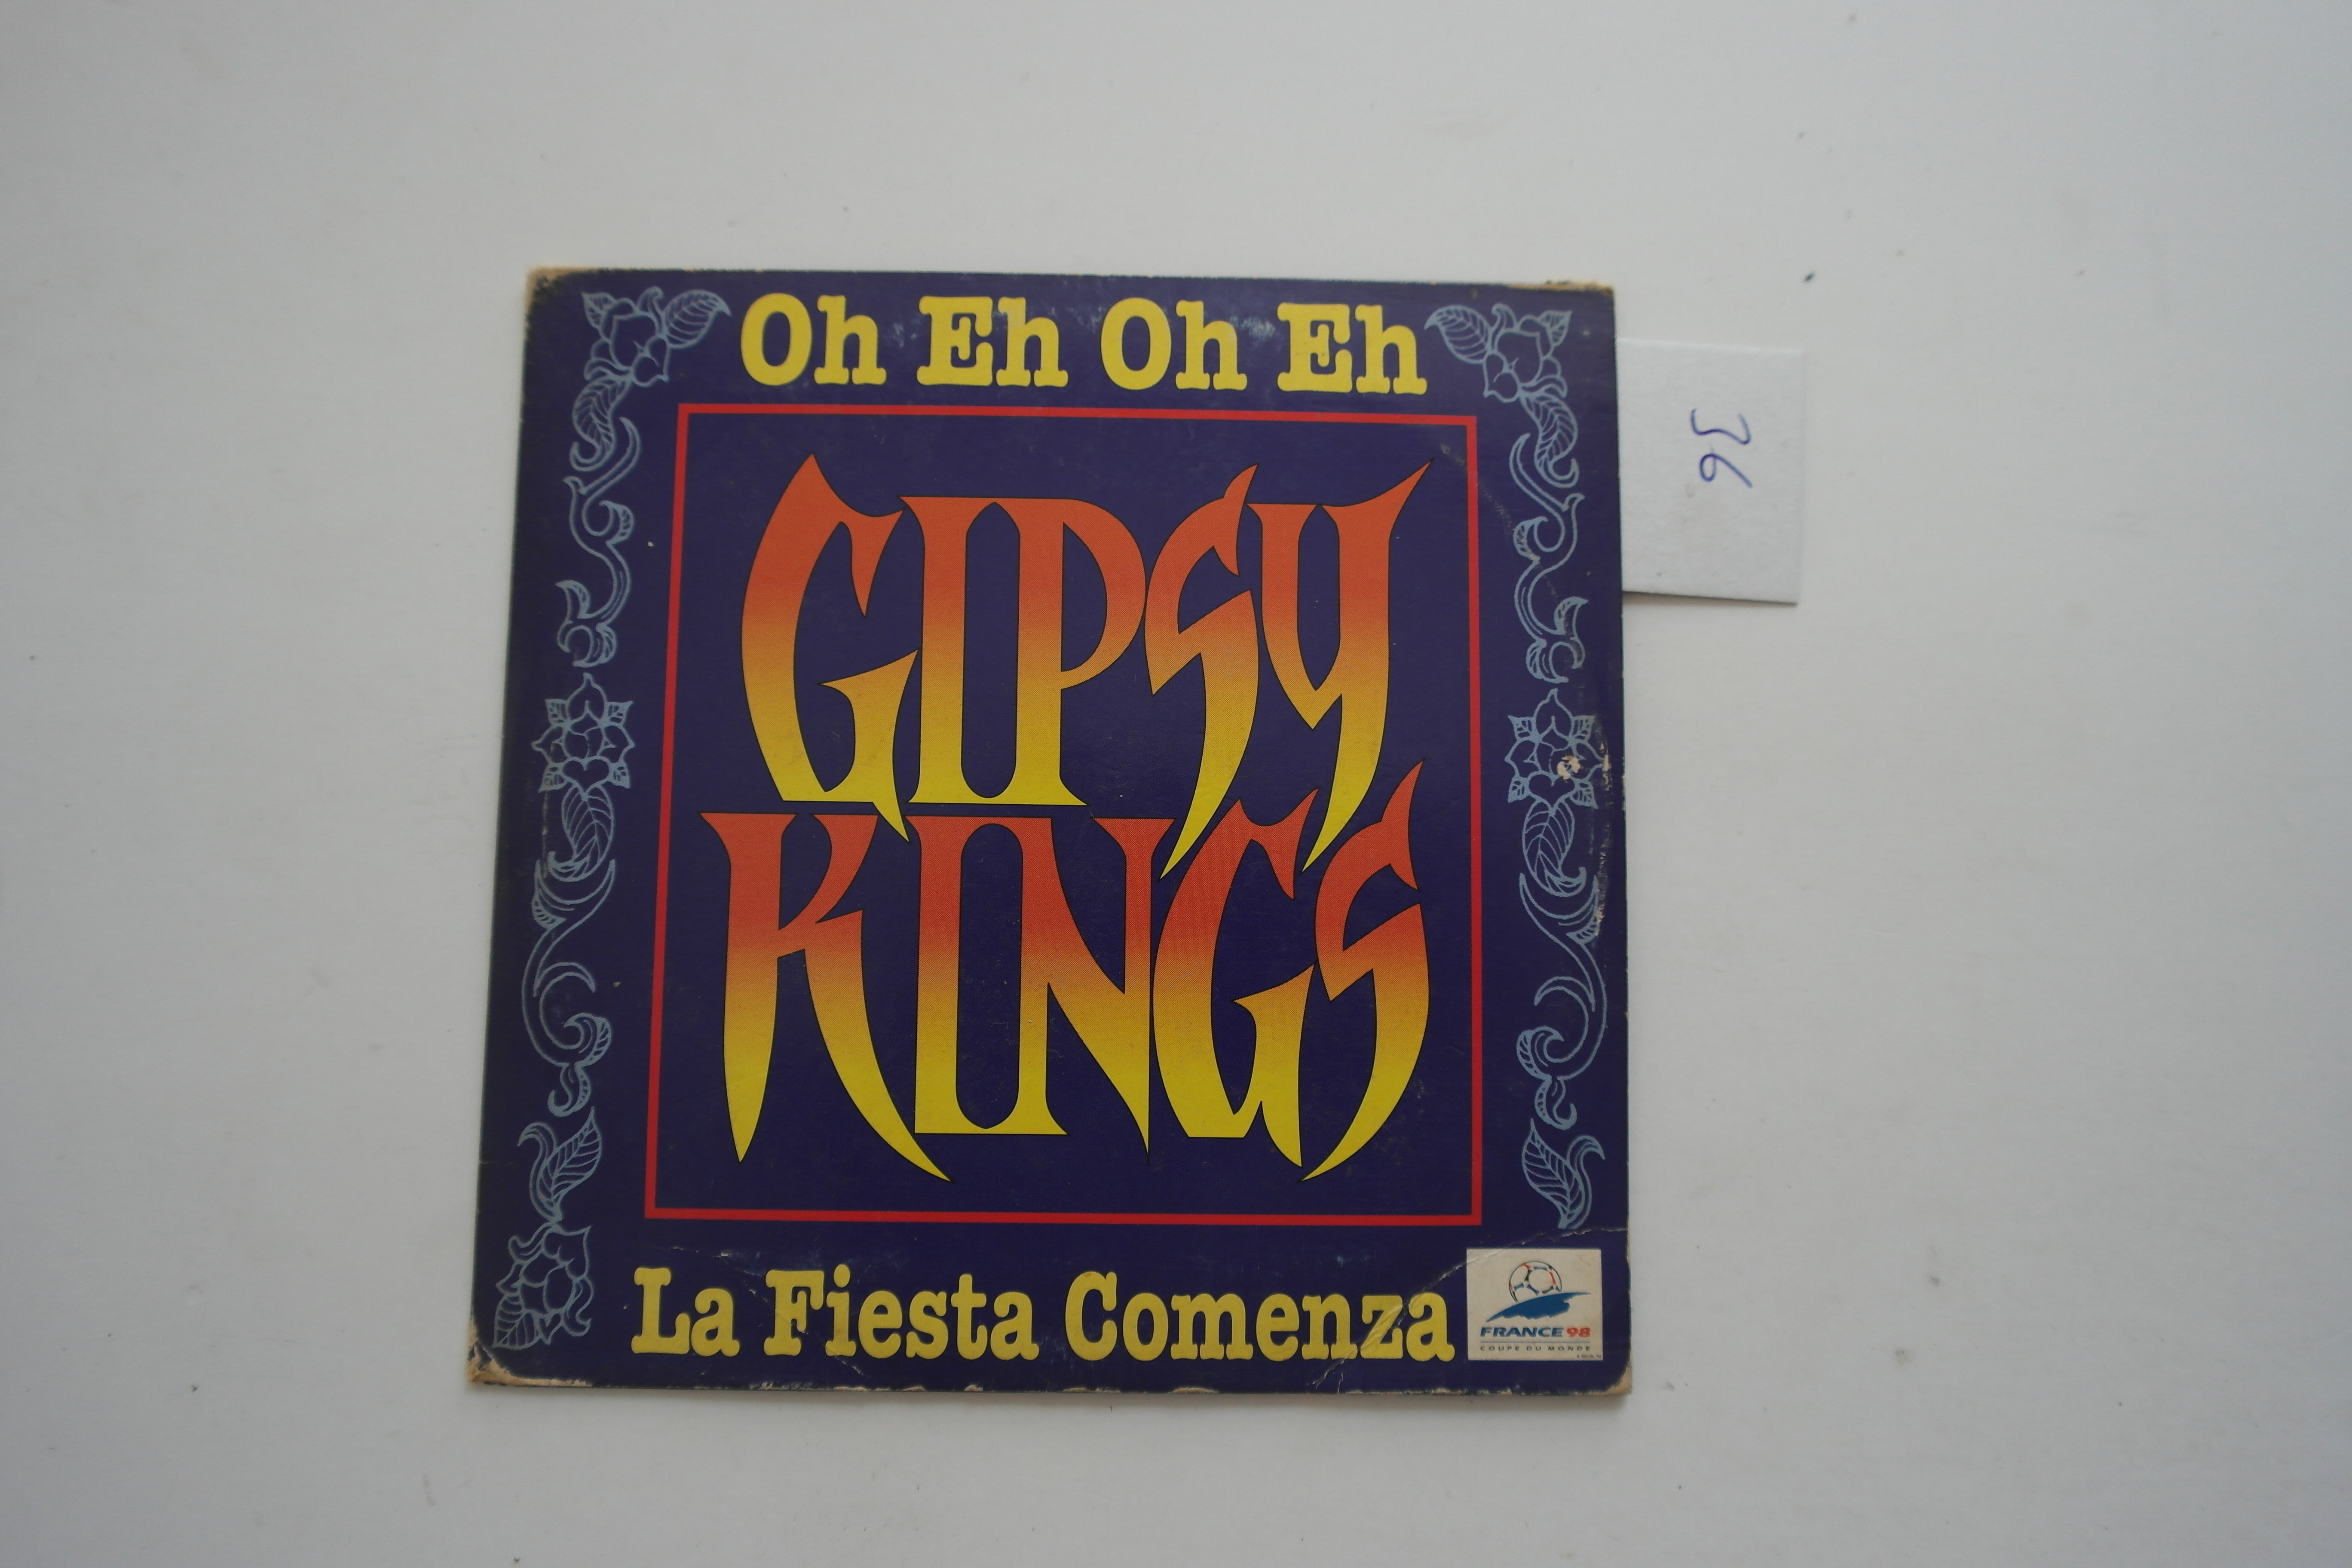 Oh Eh Oh Eh
GIPSY
KINGS
La Fiesta Comenza
FRANCE 98
COUPE DU MONDE
36